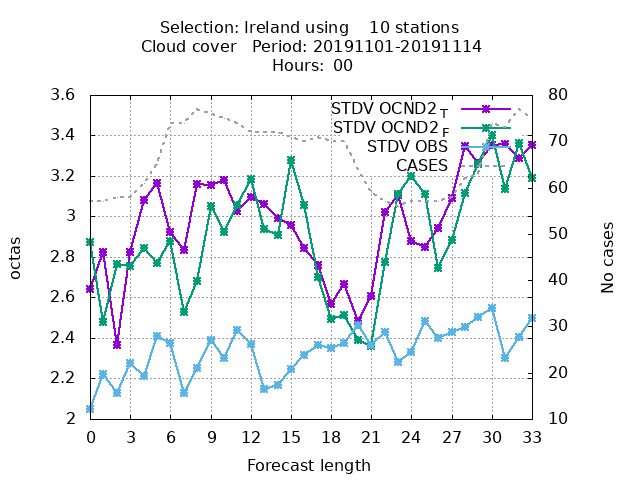 Selection: Ireland using    10 stations
Cloud cover   Period: 20191101-20191114
Hours:  00
STDV OCND2 T
STDV OCND2 F
STDV OBS
CASES
octas
3.6
3.4
3.2
3
2.8
2.6
2.4
2.2
2
80
70
60
50
40
30
20
10
No cases
0 3 6 9 12 15 18 21 24 27 30 33
Forecast length